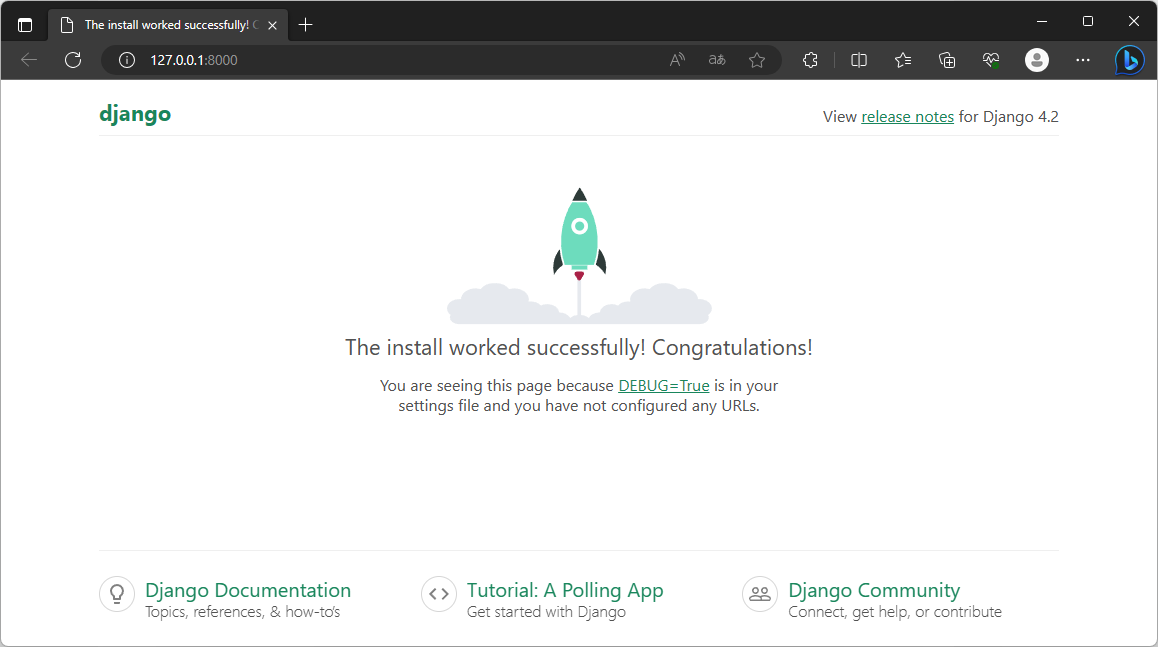 The install worked successfully! C
127.0.0.1:8000
django
View release notes for Django 4.2
The install worked successfully! Congratulations!
You are seeing this page because DEBUG=True is in your
settings file and you have not configured any URLs.
Django Documentation
Topics, references, & how-to's
Tutorial: A Polling App
Get started with Django
Django Community
Connect, get help, or contribute